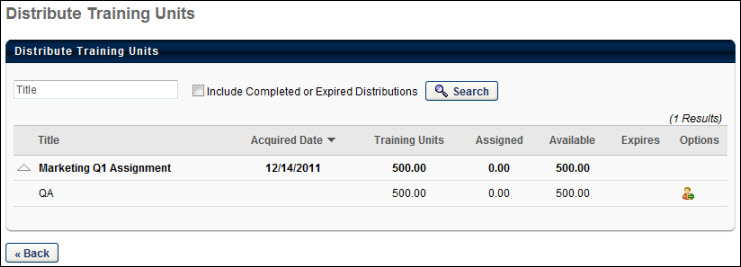 Distribute Training Units
Distribute Training Units
Title Include Completed or Expired Distributions Search
(1 Results)
Title Acquired Date Training Units Assigned Available Expires Options
Marketing Q1 Assignment 12/14/2011 500.00 0.00 500.00
QA 500.00 0.00 500.00
« Back